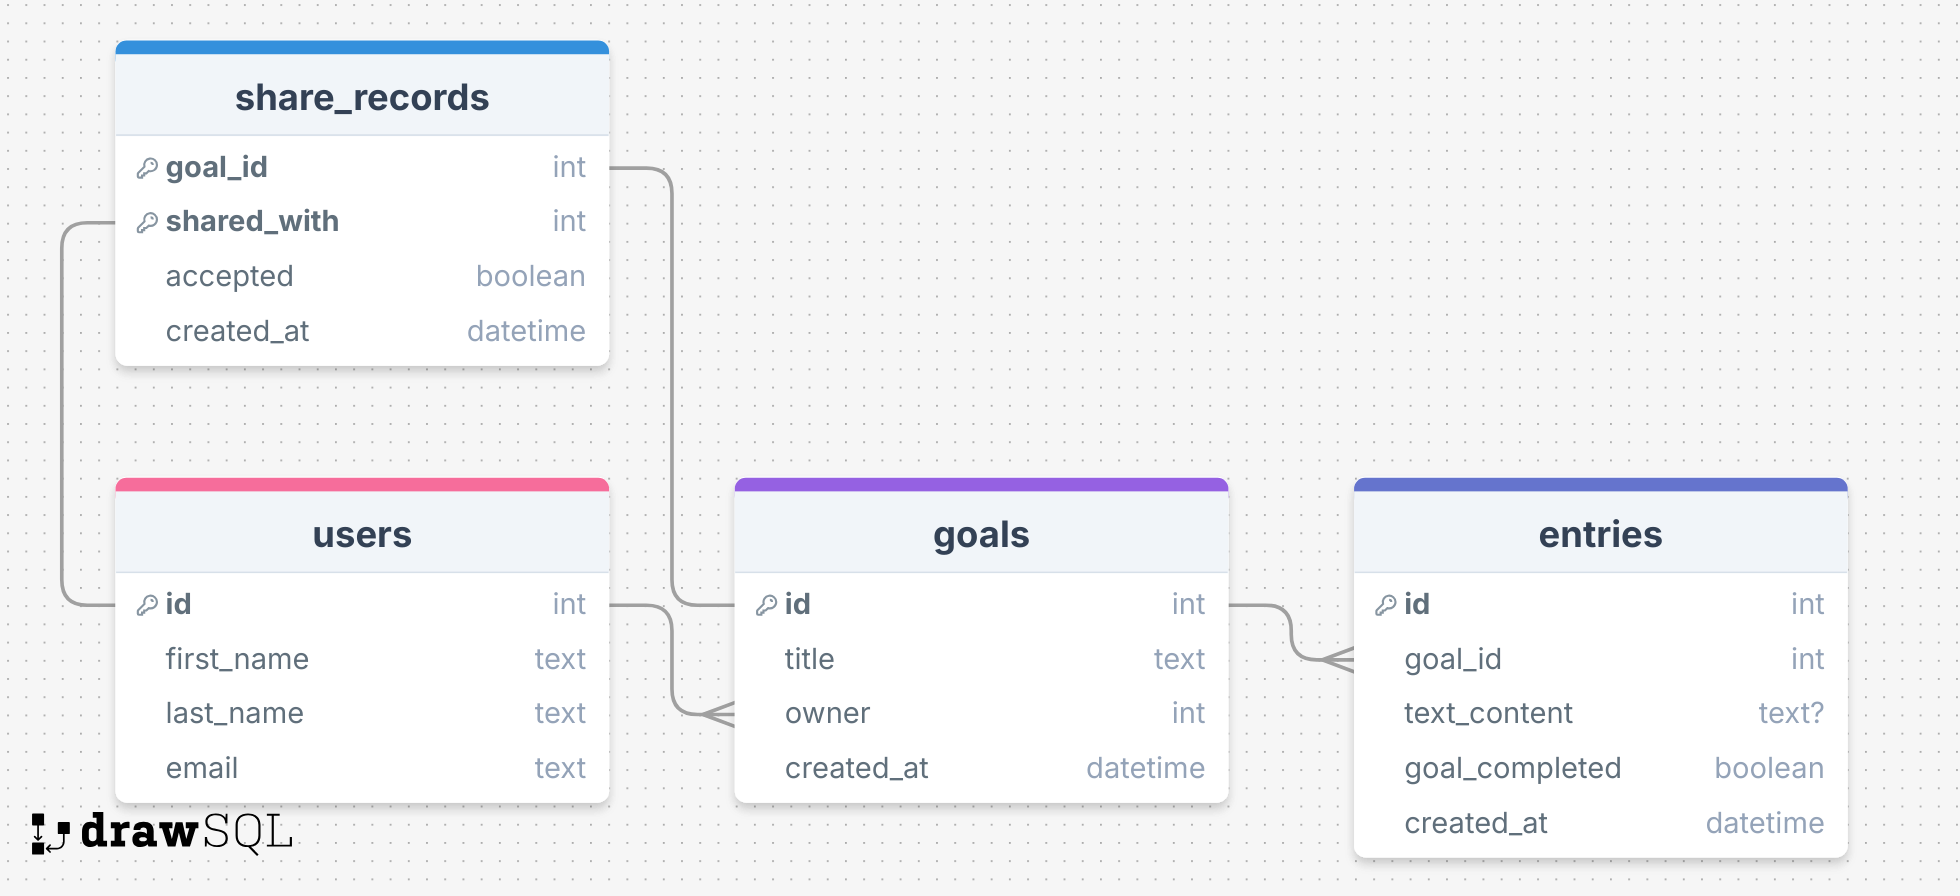 share_records
goal_id int
shared_with int
accepted boolean
created_at datetime
users
id int
first_name text
last_name text
email text
goals
id int
title text
owner int
created_at datetime
entries
id int
goal_id int
text_content text?
goal_completed boolean
created_at datetime
drawSQL